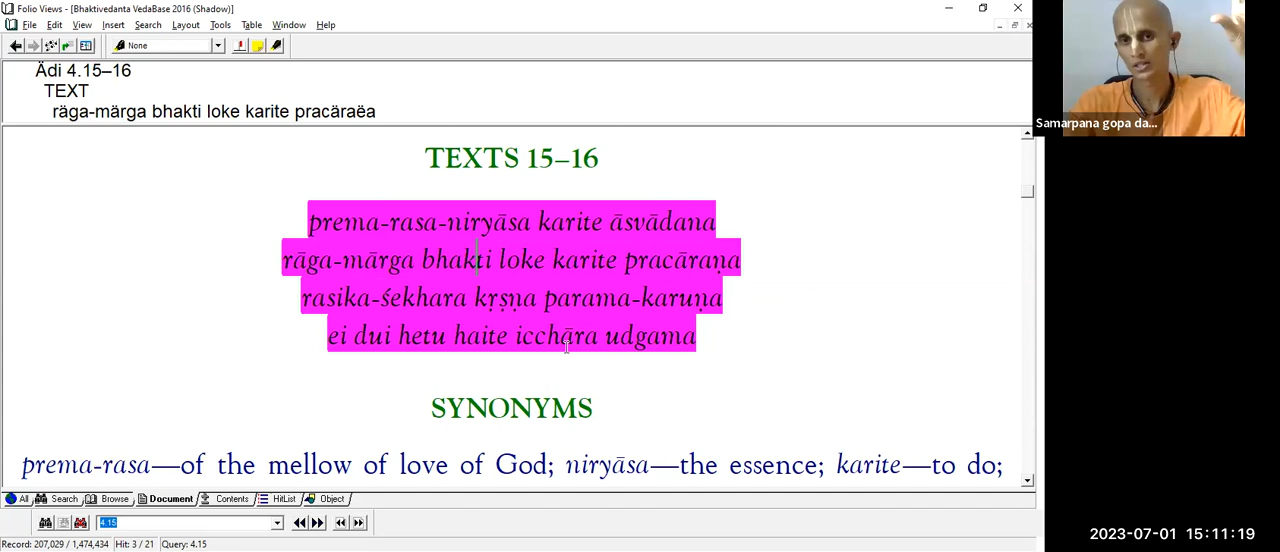 Folio Views - [Bhaktivedanta VedaBase 2016 (Shadow)]
File Edit View Insert Search Layout Tools Table Window Help
None
Ädi 4.15–16
TEXT
räga-märga bhakti loke karite pracäraëa
TEXTS 15–16
prema-rasa-niryāsa karite āsvādana
rāga-mārga bhakti loke karite pracāraṇa
rasika-śekhara kṛṣṇa parama-karuṇa
ei dui hetu haite icchāra udgama
SYNONYMS
prema-rasa—of the mellow of love of God; niryāsa—the essence; karite—to do;
All Search Browse Document Contents HitList Object
4.15
Record: 207,029 / 1,474,434 Hit: 3 / 21 Query: 4.15
Samarpana gopa da...
2023-07-01 15:11:19